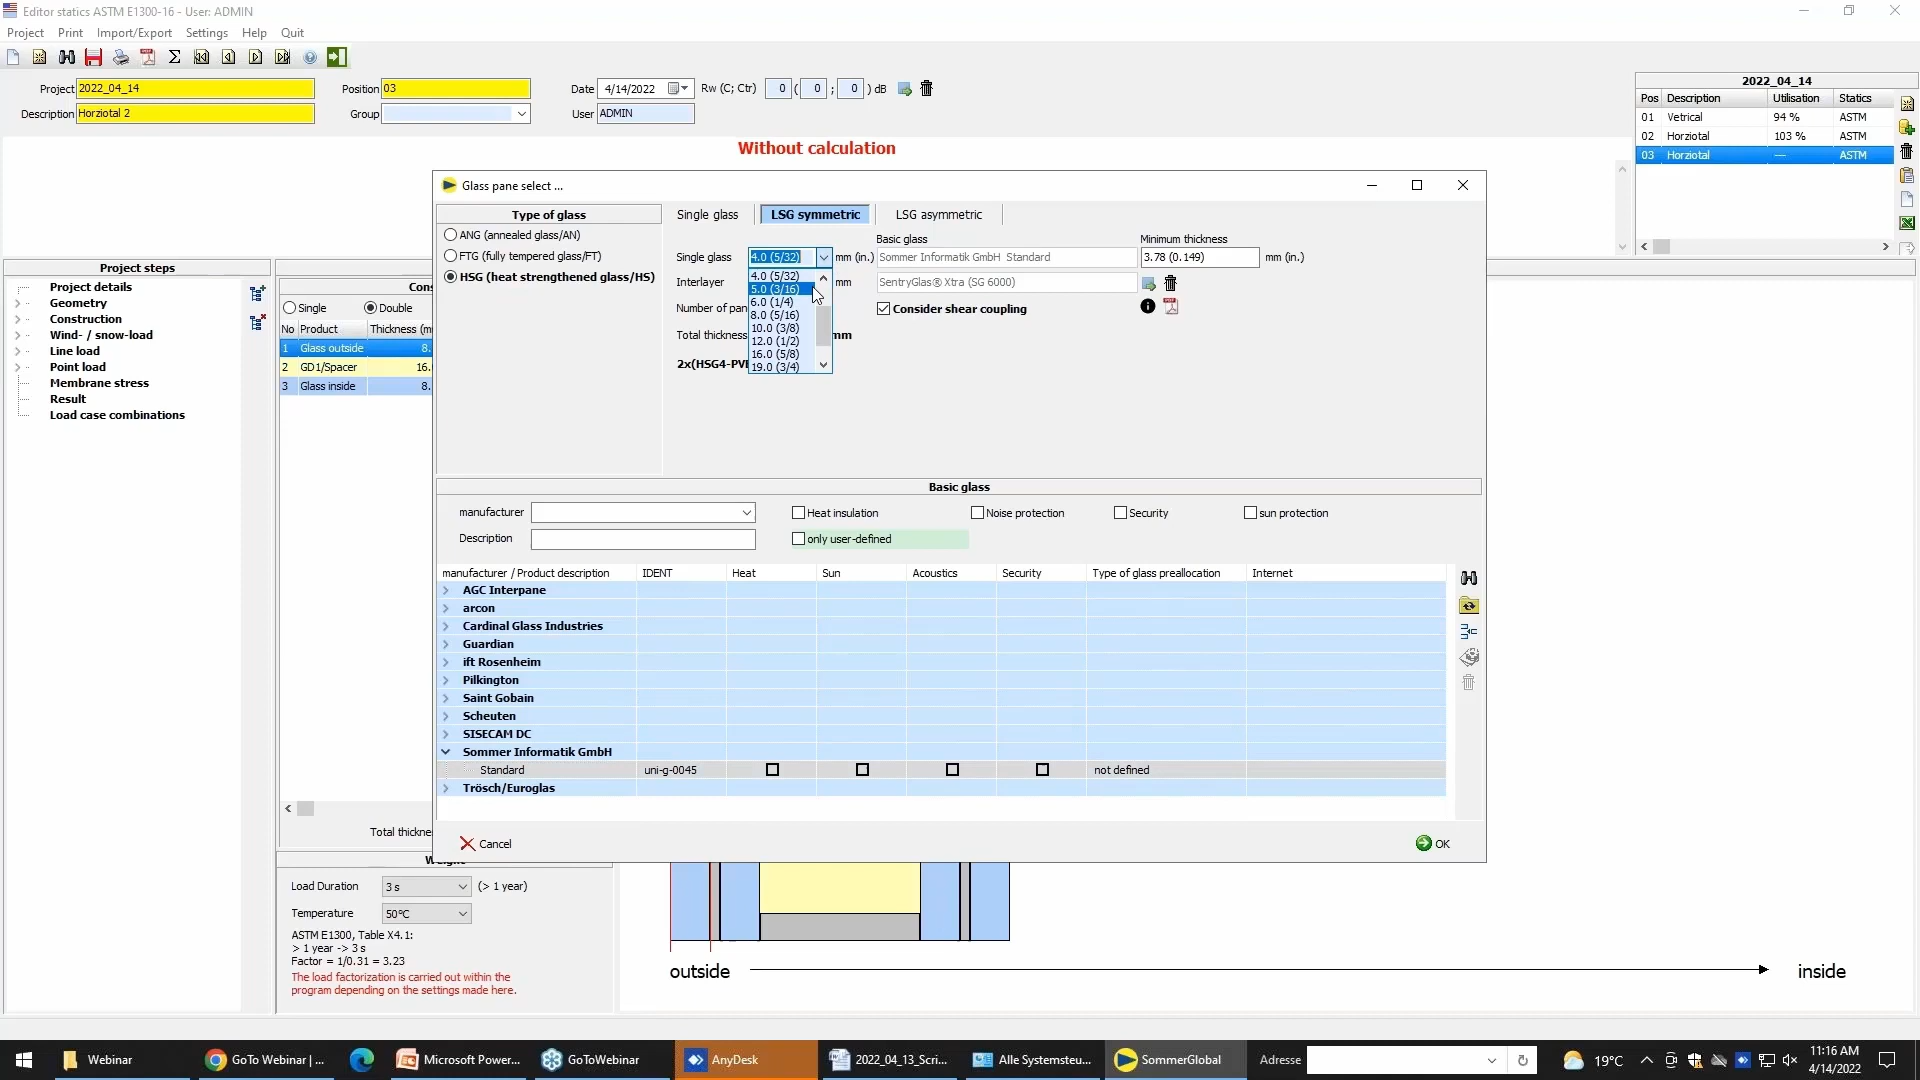 Editor statics ASTM E1300-16 - User: ADMIN
Project Print Import/Export Settings Help Quit
Project 2022_04_14 Position 03 Date 4/14/2022 Rw (C; Ctr) 0 ( 0 ; 0 ) dB
Description Horziotal 2 Group User ADMIN
Without calculation
2022_04_14
Pos Description Utilisation Statics
01 Vetrical 94 % ASTM
02 Horziotal 103 % ASTM
03 Horziotal --- ASTM
Project steps
Project details
Geometry
Construction
Wind- / snow-load
Line load
Point load
Membrane stress
Result
Load case combinations
Single Double
No Product Thickness
1 Glass outside 8.
2 GD1/Spacer 16.
3 Glass inside 8.
Load Duration 3 s (> 1 year)
Temperature 50°C
ASTM E1300, Table X4.1:
> 1 year -> 3 s
Factor = 1/0.31 = 3.23
The load factorization is carried out within the
program depending on the settings made here.
Glass pane select ...
Type of glass
ANG (annealed glass/AN)
FTG (fully tempered glass/FT)
HSG (heat strengthened glass/HS)
Single glass LSG symmetric LSG asymmetric
Basic glass Minimum thickness
Single glass 4.0 (5/32) mm (in.) Sommer Informatik GmbH Standard 3.78 (0.149) mm (in.)
Interlayer mm SentryGlas® Xtra (SG 6000)
Number of pan
Consider shear coupling
Total thickness mm
2x(HSG4-PV
4.0 (5/32)
5.0 (3/16)
6.0 (1/4)
8.0 (5/16)
10.0 (3/8)
12.0 (1/2)
16.0 (5/8)
19.0 (3/4)
Basic glass
manufacturer Heat insulation Noise protection Security sun protection
Description only user-defined
manufacturer / Product description IDENT Heat Sun Acoustics Security Type of glass preallocation Internet
AGC Interpane
arcon
Cardinal Glass Industries
Guardian
ift Rosenheim
Pilkington
Saint Gobain
Scheuten
SISECAM DC
Sommer Informatik GmbH
Standard uni-g-0045 not defined
Trösch/Euroglas
Cancel OK
outside inside
Webinar GoTo Webinar | ... Microsoft Power... GoToWebinar AnyDesk 2022_04_13_Scri... Alle Systemsteu... SommerGlobal Adresse 19°C 11:16 AM
4/14/2022